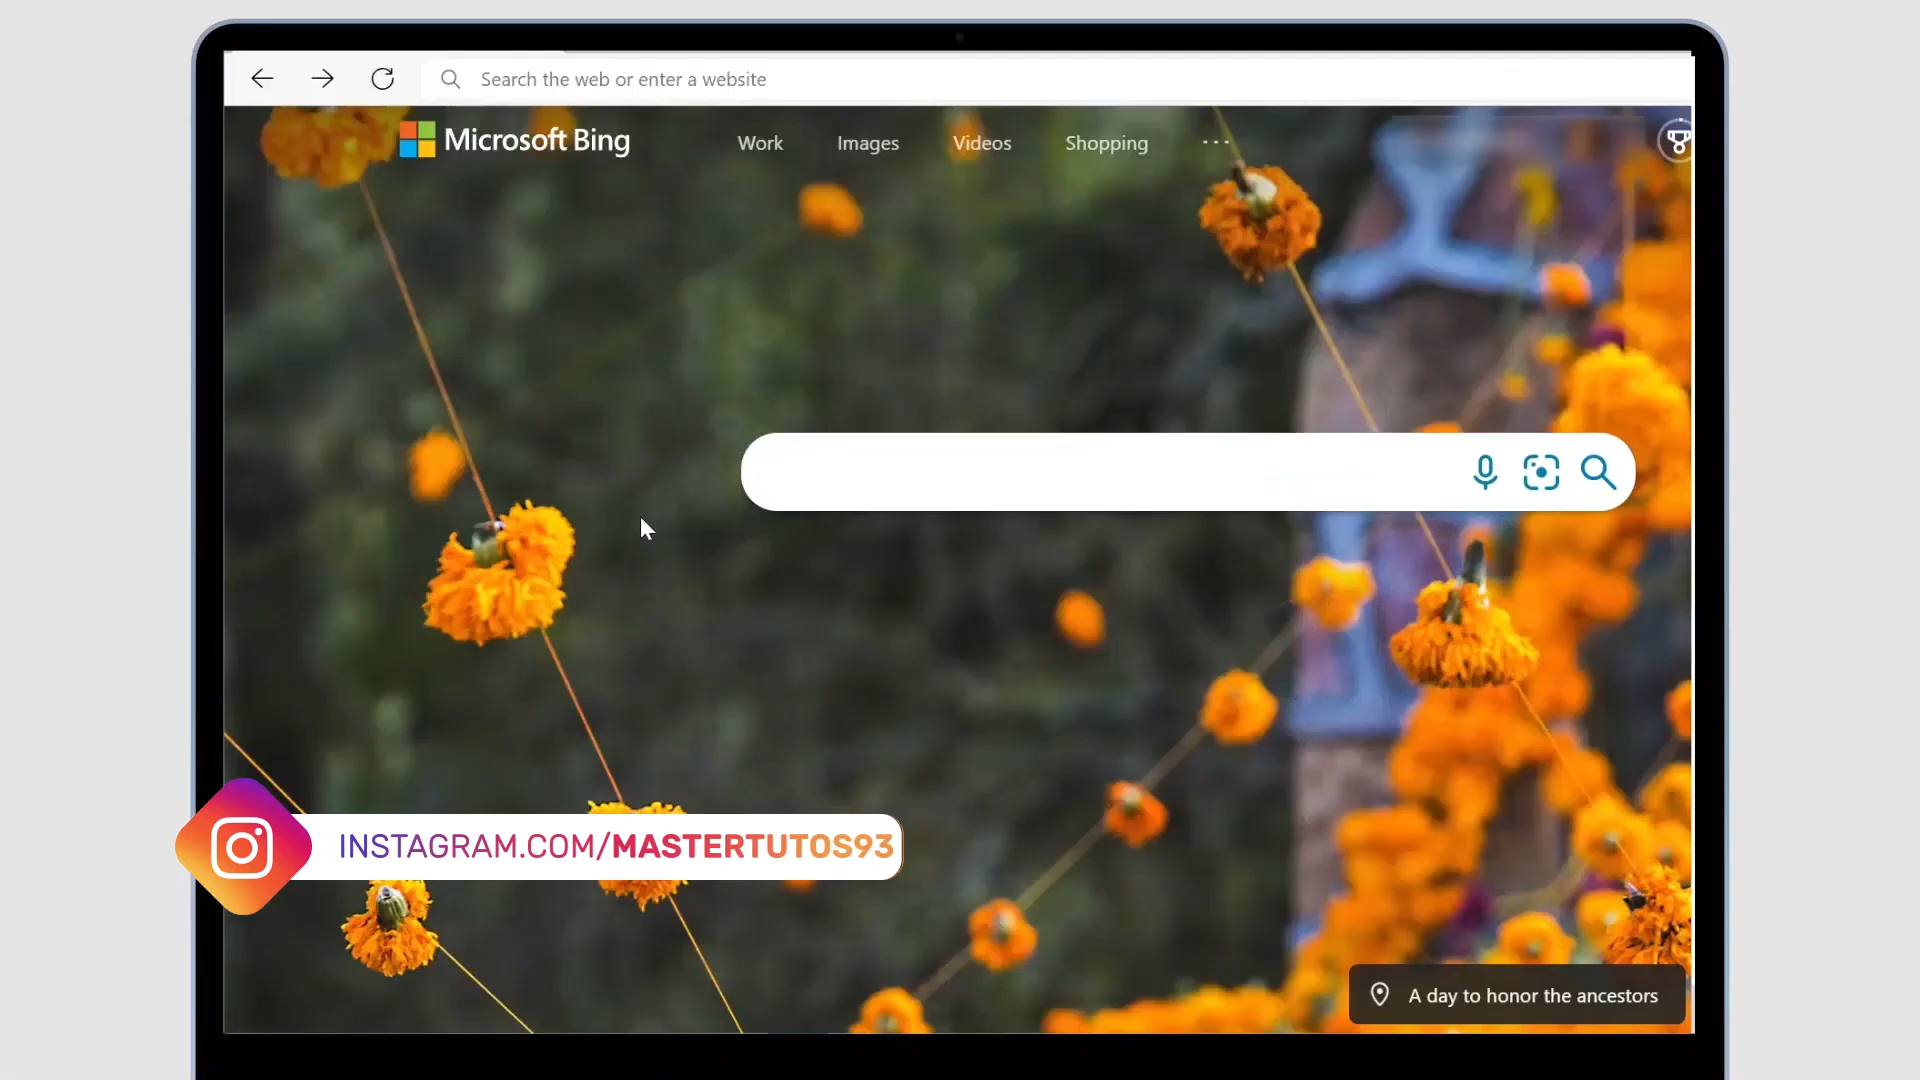 Search the web or enter a website
Microsoft Bing
Work
Images
Videos
Shopping
INSTAGRAM.COM/MASTERTUTOS93
A day to honor the ancestors